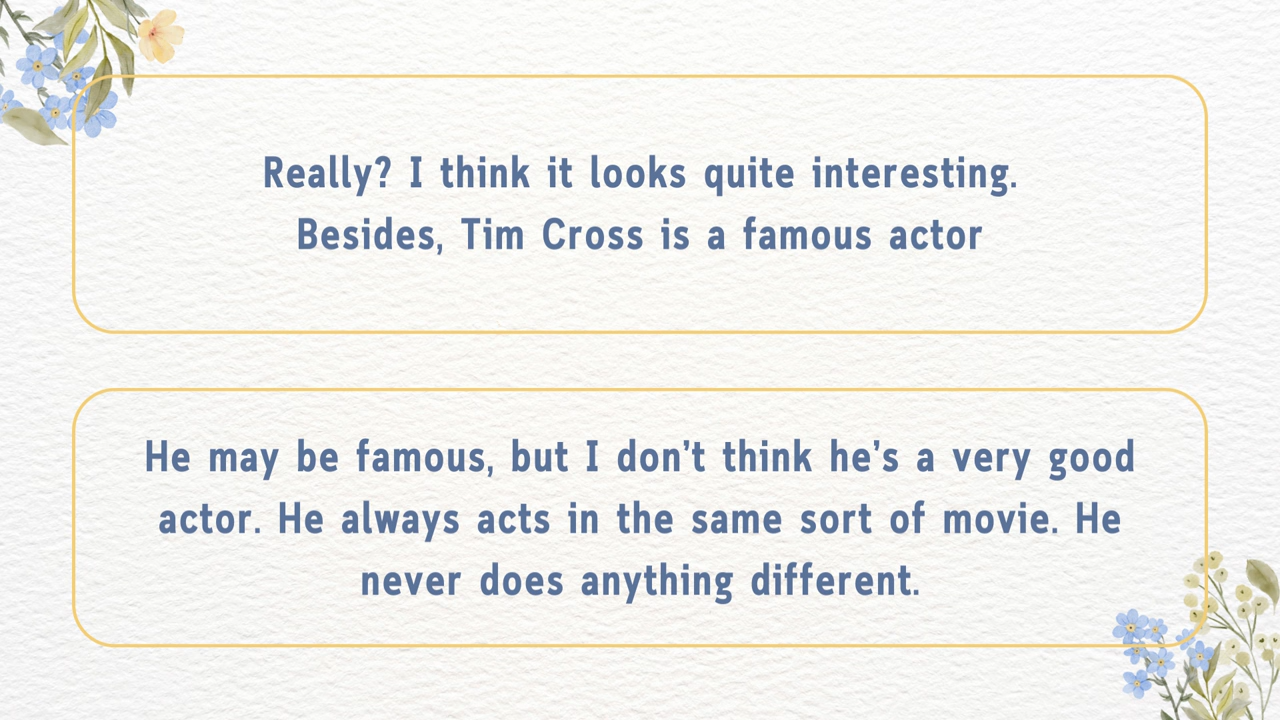 Really? I think it looks quite interesting.
Besides, Tim Cross is a famous actor
He may be famous, but I don’t think he’s a very good
actor. He always acts in the same sort of movie. He
never does anything different.